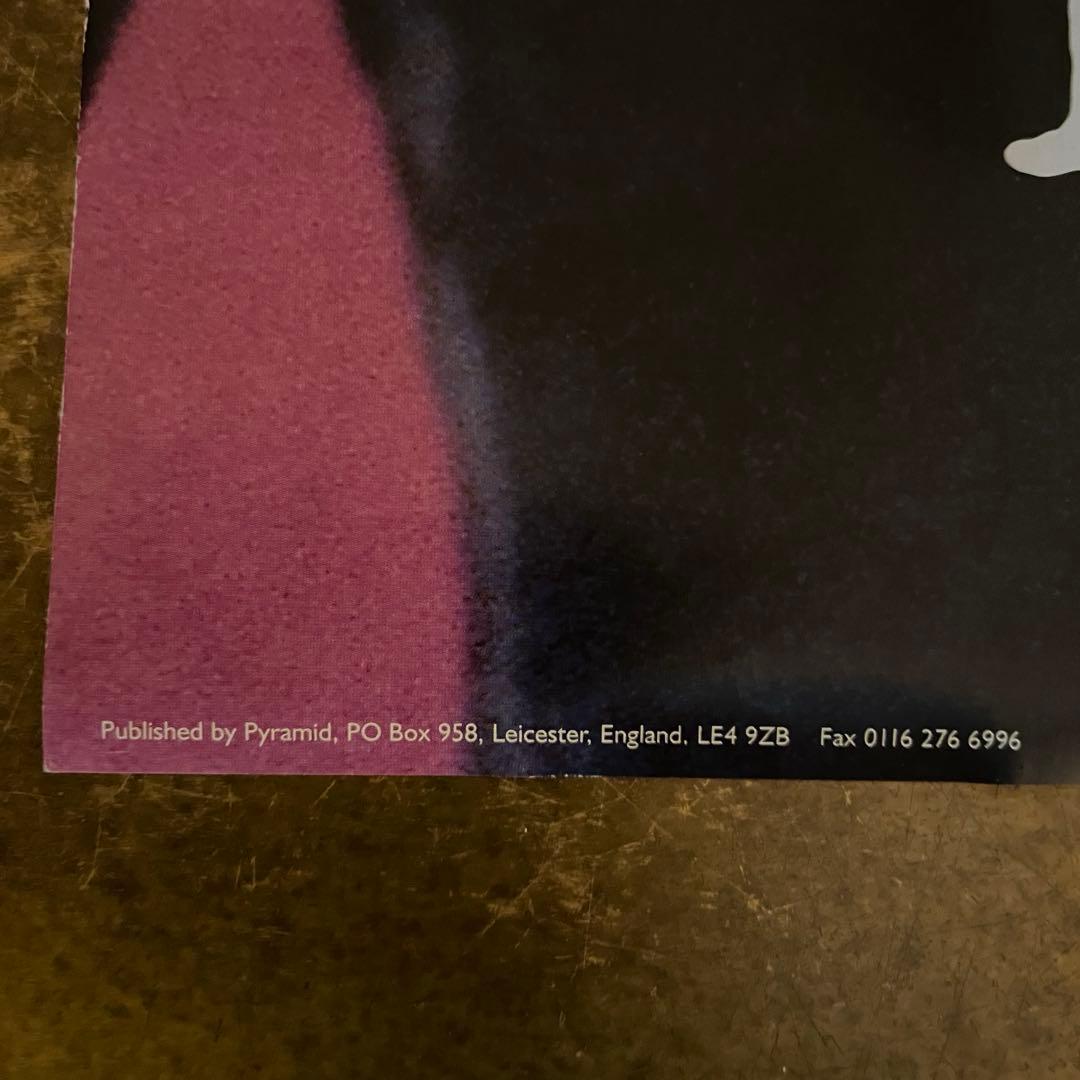 Published by Pyramid, PO Box 958, Leicester, England. LE4 9ZB Fax 0116 276 6996